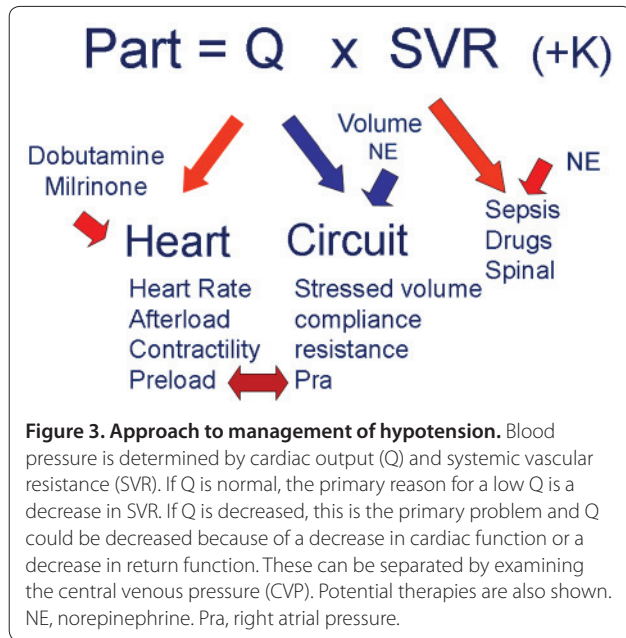 Part = Q x SVR (+K)
Volume
NE
Dobutamine
Milrinone
NE
Sepsis
Drugs
Spinal
Heart
Circuit
Heart Rate
Afterload
Contractility
Preload
Stressed volume
compliance
resistance
Pra
Figure 3. Approach to management of hypotension. Blood
pressure is determined by cardiac output (Q) and systemic vascular
resistance (SVR). If Q is normal, the primary reason for a low Q is a
decrease in SVR. If Q is decreased, this is the primary problem and Q
could be decreased because of a decrease in cardiac function or a
decrease in return function. These can be separated by examining
the central venous pressure (CVP). Potential therapies are also shown.
NE, norepinephrine. Pra, right atrial pressure.